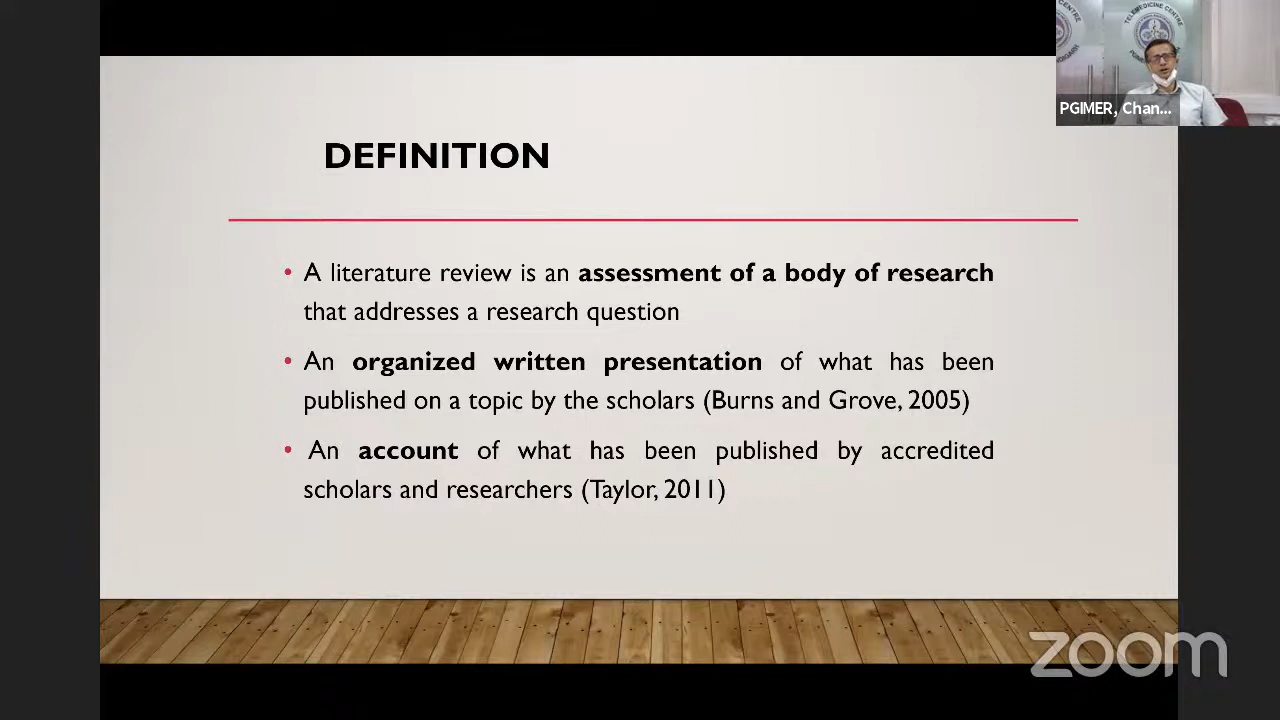 TELEMEDICINE CENTRE
PGIMER, Chan...
DEFINITION
• A literature review is an assessment of a body of research
that addresses a research question
• An organized written presentation of what has been
published on a topic by the scholars (Burns and Grove, 2005)
• An account of what has been published by accredited
scholars and researchers (Taylor, 2011)
zoom